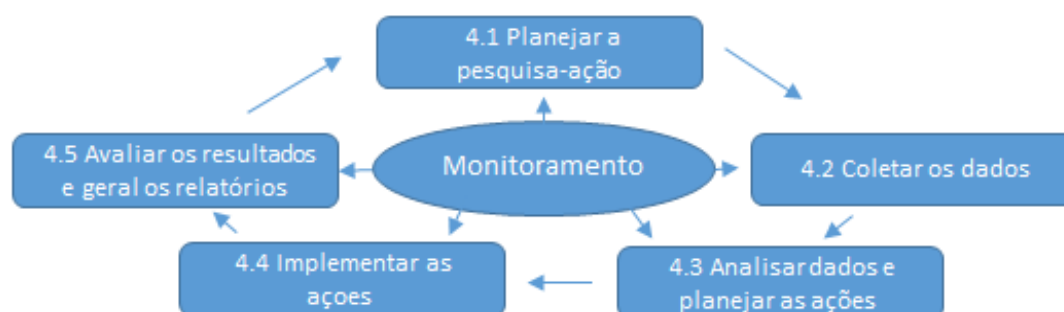 4.1 Planejar a
pesquisa-ação
4.5 Avaliar os resultados
e geral os relatórios
Monitoramento
4.2 Coletar os dados
4.4 Implementar as
açoes
4.3 Analisar dados e
planejar as ações